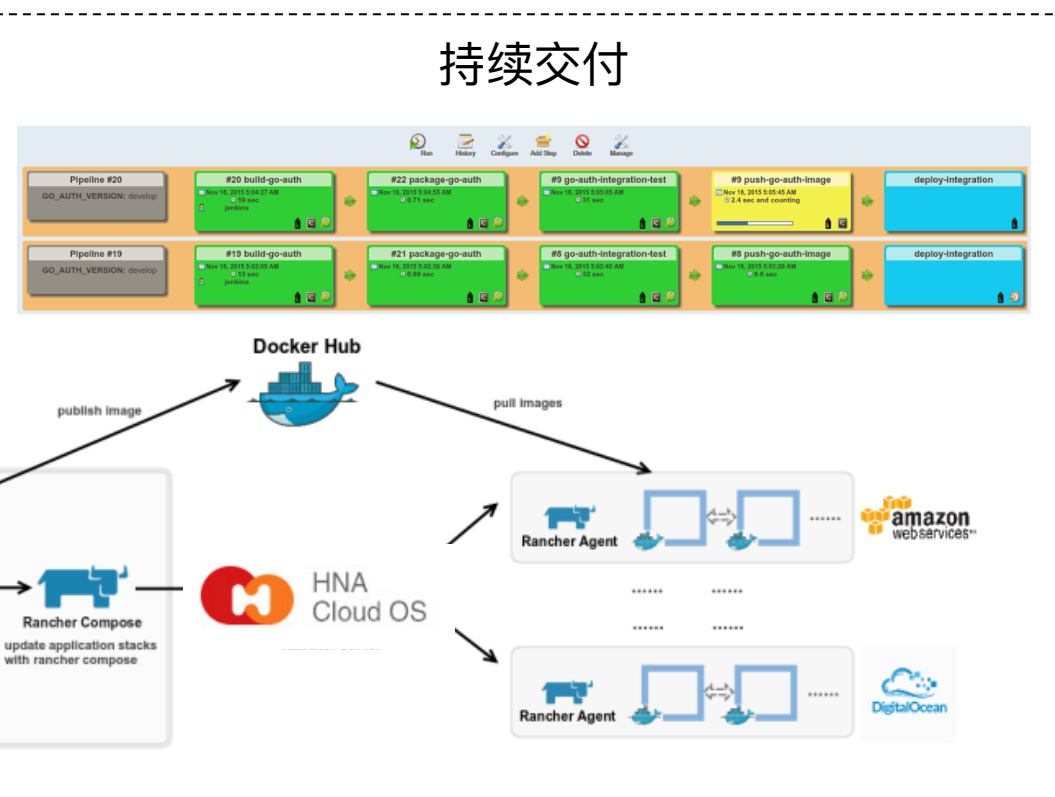 持续交付
Run History Configure Add Step Delete Manage
Pipeline #20
GO_AUTH_VERSION: develop
#20 build-go-auth
Nov 16, 2015 5:04:27 AM
19 sec
jenkins
#22 package-go-auth
Nov 16, 2015 5:04:55 AM
0.71 sec
#9 go-auth-integration-test
Nov 16, 2015 5:05:05 AM
31 sec
#9 push-go-auth-image
Nov 16, 2015 5:05:45 AM
2.4 sec and counting
deploy-integration
Pipeline #19
GO_AUTH_VERSION: develop
#19 build-go-auth
Nov 16, 2015 5:02:09 AM
15 sec
jenkins
#21 package-go-auth
Nov 16, 2015 5:02:30 AM
0.69 sec
#8 go-auth-integration-test
Nov 16, 2015 5:02:40 AM
32 sec
#8 push-go-auth-image
Nov 16, 2015 5:03:20 AM
9.6 sec
deploy-integration
Docker Hub
publish image
pull images
Rancher Agent
......
amazon
webservices™
Rancher Compose
update application stacks
with rancher compose
HNA
Cloud OS
...... ......
...... ......
Rancher Agent
......
DigitalOcean